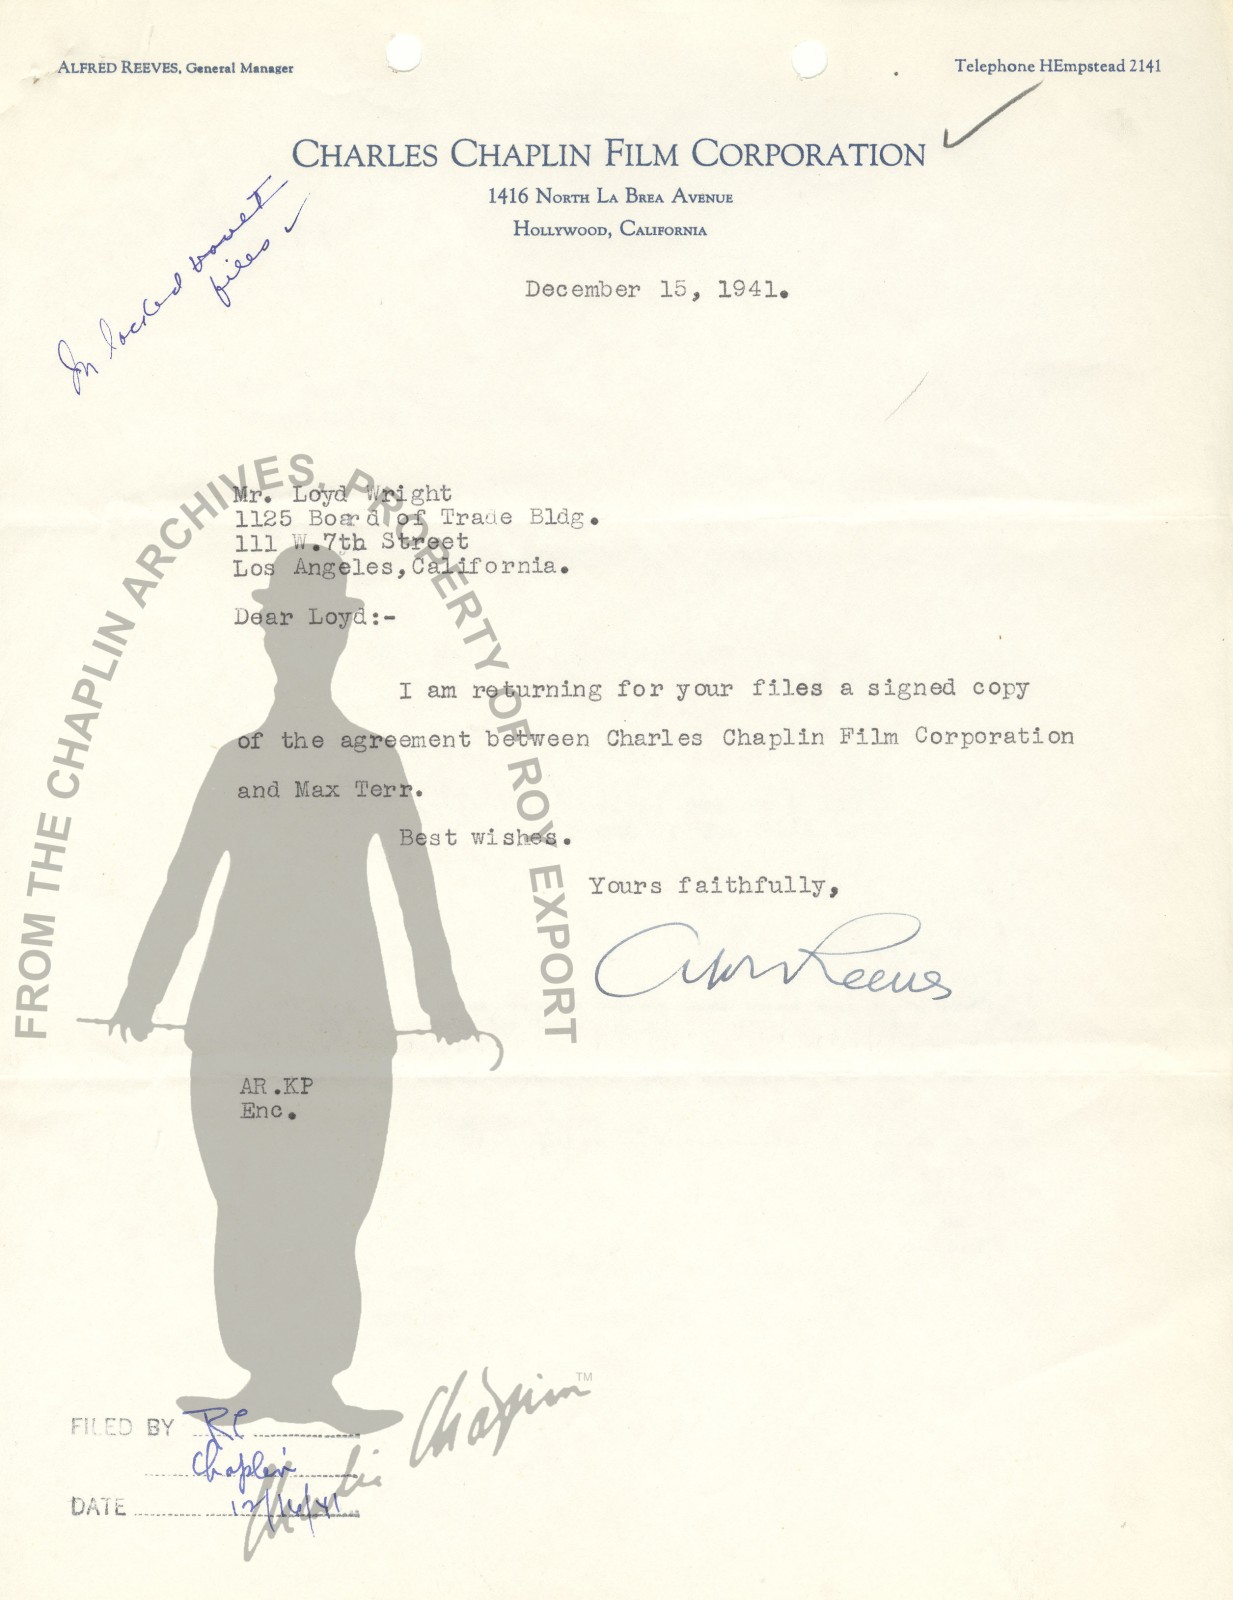 ALFRED REEVES, General Manager
Telephone HEmpstead 2141
CHARLES CHAPLIN FILM CORPORATION
1416 NORTH LA BREA AVENUE
HOLLYWOOD, CALIFORNIA
In locked vault
files
December 15, 1941.
Mr. Loyd Wright
1125 Board of Trade Bldg.
111 W.7th Street
Los Angeles,California.
Dear Loyd:-
I am returning for your files a signed copy
of the agreement between Charles Chaplin Film Corporation
and Max Terr.
Best wishes.
Yours faithfully,
Reeves
AR.KP
Enc.
FROM THE CHAPLIN ARCHIVES, PROPERTY OF ROY EXPORT
FILED BY
Chaplin
DATE 12/16/41
Charlie Chaplin™